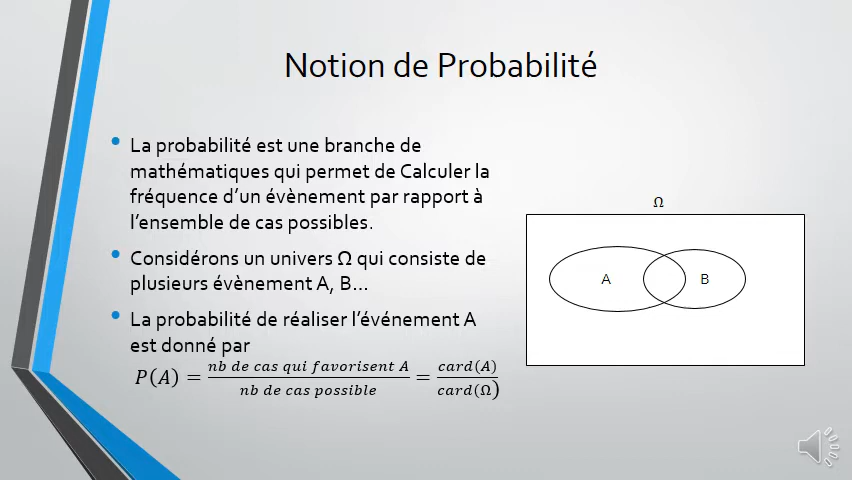 Notion de Probabilité
• La probabilité est une branche de
mathématiques qui permet de Calculer la
fréquence d'un évènement par rapport à
l'ensemble de cas possibles.
• Considérons un univers Ω qui consiste de
plusieurs évènement A, B…
• La probabilité de réaliser l'événement A
est donné par
P(A) = nb de cas qui favorisent A / nb de cas possible = card(A) / card(Ω)
Ω
A B